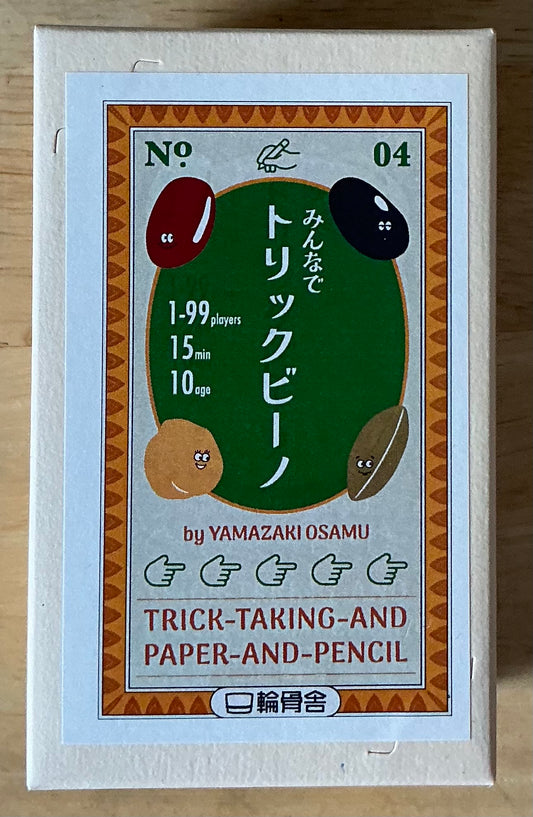 Nº 04
みんなで
トリックビーノ
1-99players
15min
10age
by YAMAZAKI OSAMU
TRICK-TAKING-AND
PAPER-AND-PENCIL
輪骨舎